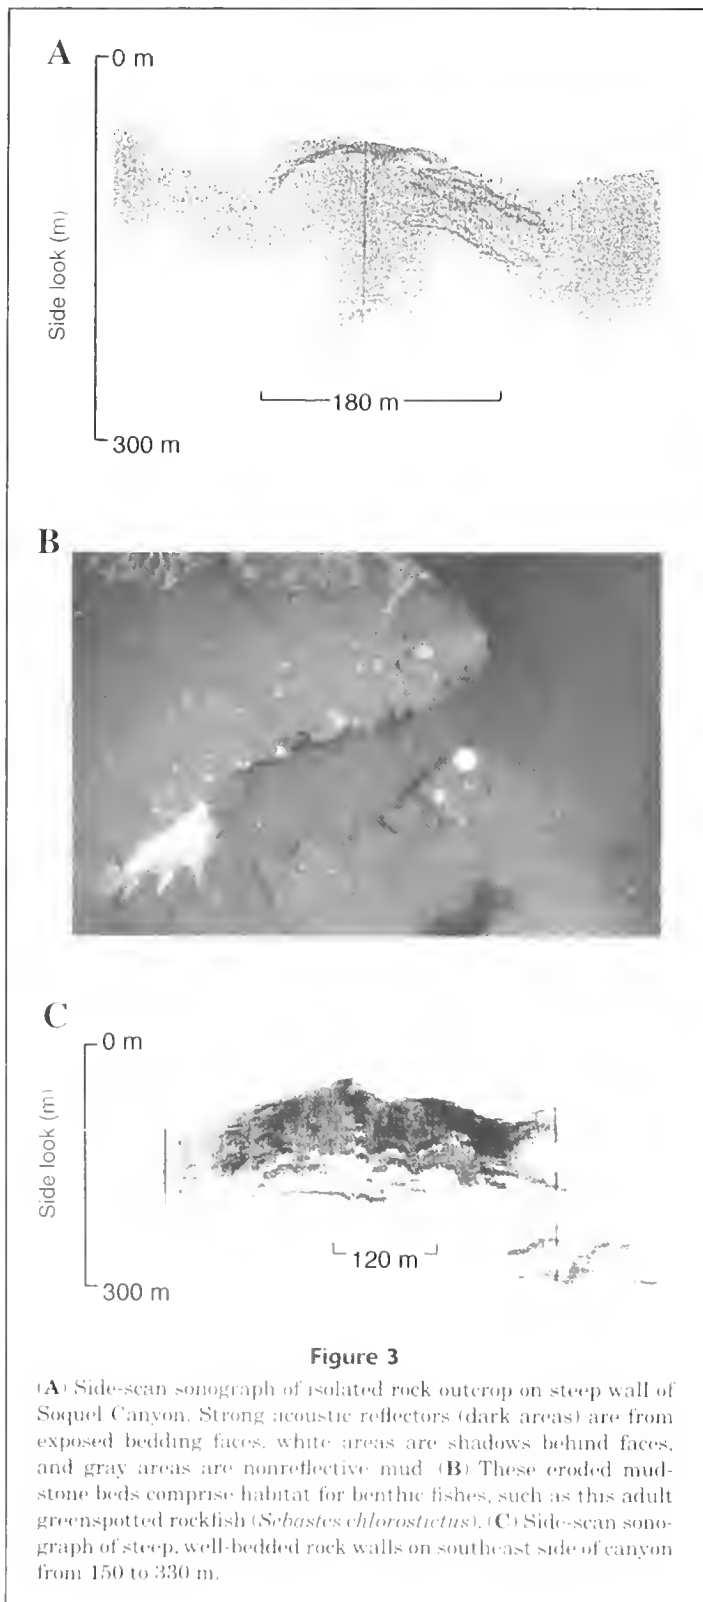 A
0 m
Side look (m)
180 m
300 m
B
C
0 m
Side look (m)
120 m
300 m
Figure 3
(A) Side-scan sonograph of isolated rock outcrop on steep wall of
Soquel Canyon. Strong acoustic reflectors (dark areas) are from
exposed bedding faces, white areas are shadows behind faces,
and gray areas are nonreflective mud. (B) These eroded mud-
stone beds comprise habitat for benthic fishes, such as this adult
greenspotted rockfish (Sebastes chlorostictus). (C) Side-scan sono-
graph of steep, well-bedded rock walls on southeast side of canyon
from 150 to 330 m.